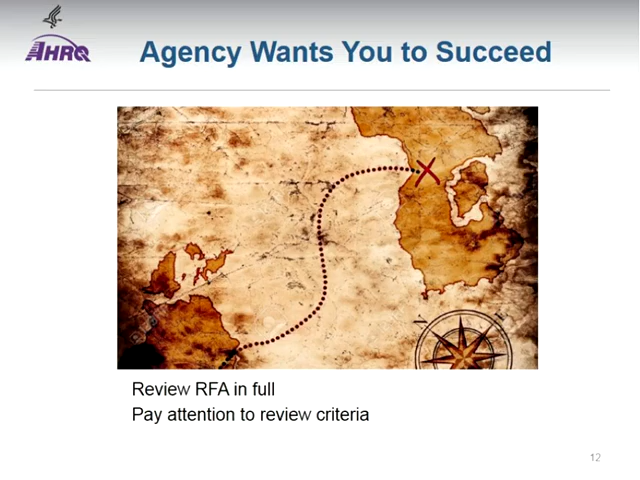 AHRQ
Agency Wants You to Succeed
Review RFA in full
Pay attention to review criteria
12